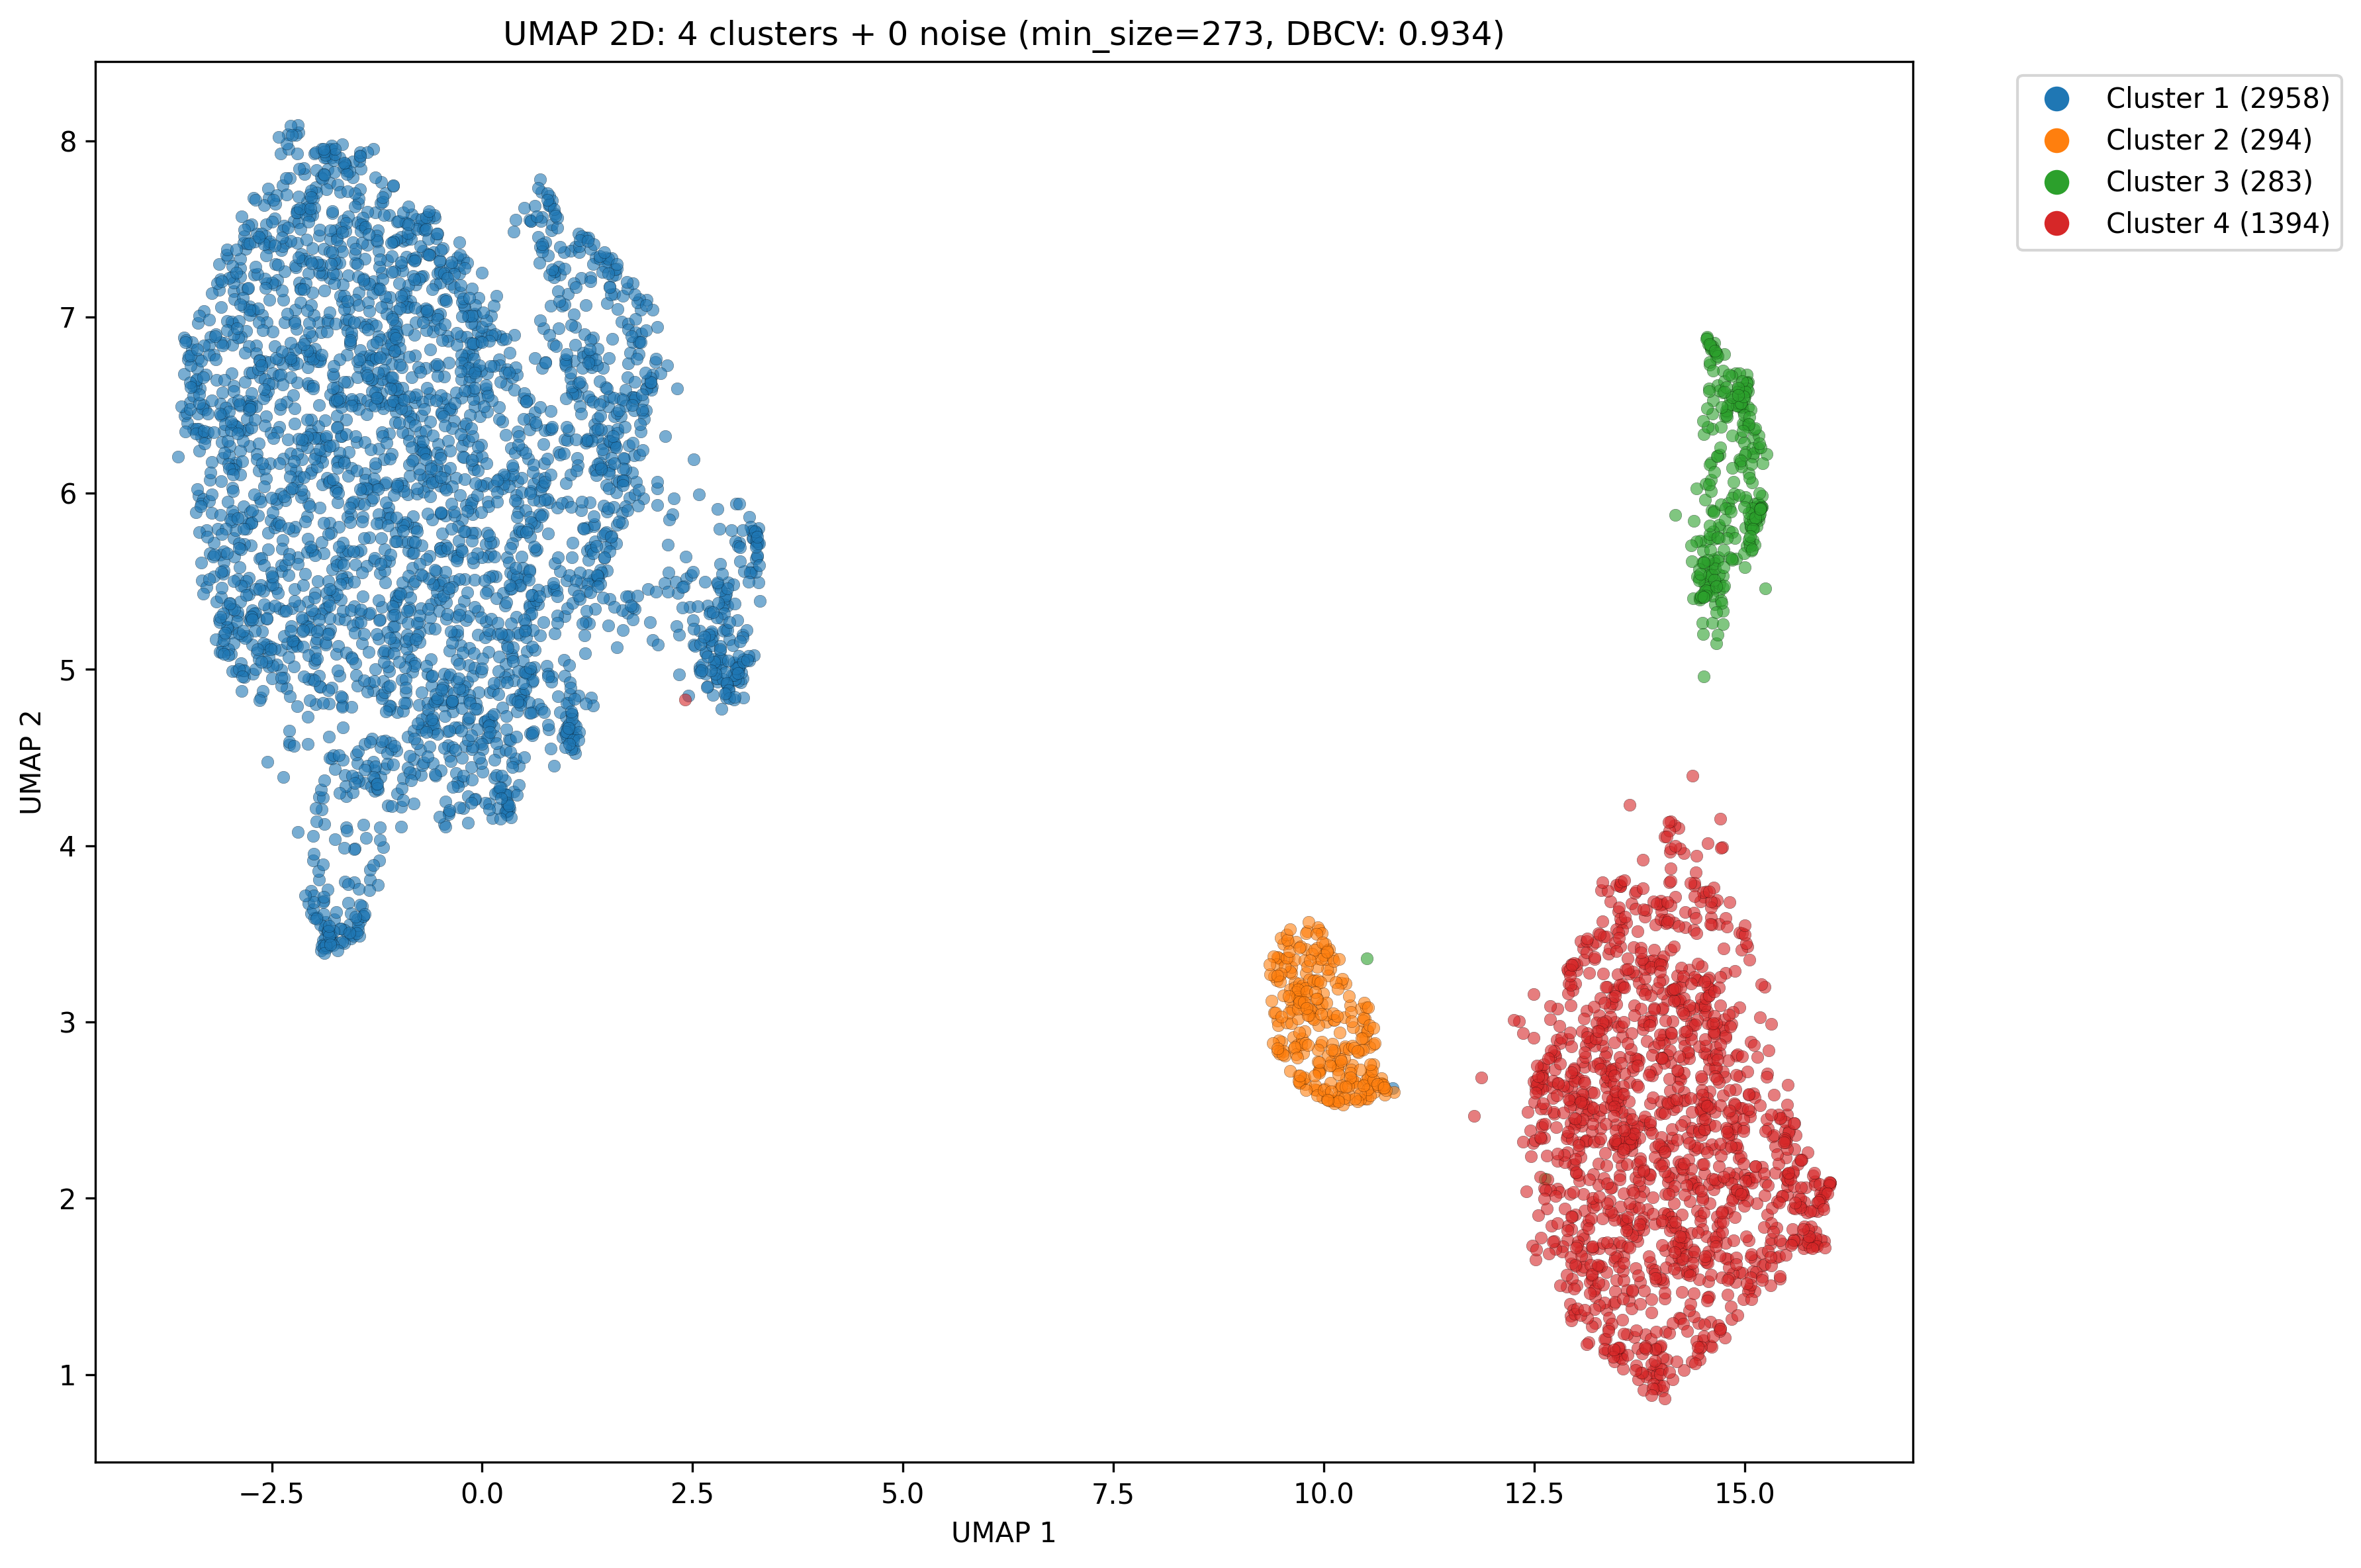 UMAP 2D: 4 clusters + 0 noise (min_size=273, DBCV: 0.934)
Cluster 1 (2958)
Cluster 2 (294)
Cluster 3 (283)
Cluster 4 (1394)
8
7
6
5
4
3
2
1
UMAP 2
−2.5
0.0
2.5
5.0
7.5
10.0
12.5
15.0
UMAP 1